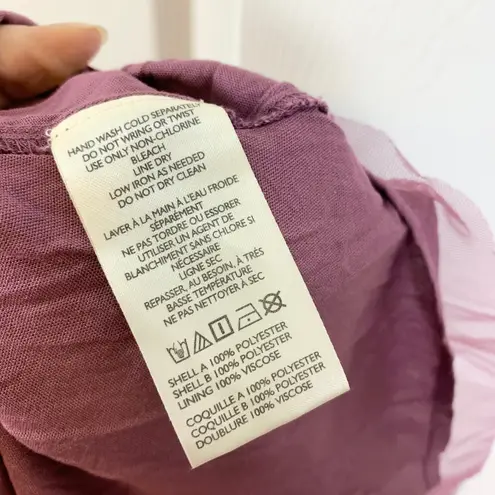 HAND WASH COLD SEPARATELY
DO NOT WRING OR TWIST
USE ONLY NON-CHLORINE
BLEACH
LINE DRY
LOW IRON AS NEEDED
DO NOT DRY CLEAN
LAVER À LA MAIN À L'EAU FROIDE
SÉPARÉMENT
NE PAS TORDRE OU ESSORER
UTILISER UN AGENT DE
BLANCHIMENT SANS CHLORE SI
NÉCESSAIRE
LIGNE SEC
REPASSER, AU BESOIN, À TRÈS
BASSE TEMPÉRATURE
NE PAS NETTOYER À SEC
SHELL A 100% POLYESTER
SHELL B 100% POLYESTER
LINING 100% VISCOSE
COQUILLE A 100% POLYESTER
COQUILLE B 100% POLYESTER
DOUBLURE 100% VISCOSE